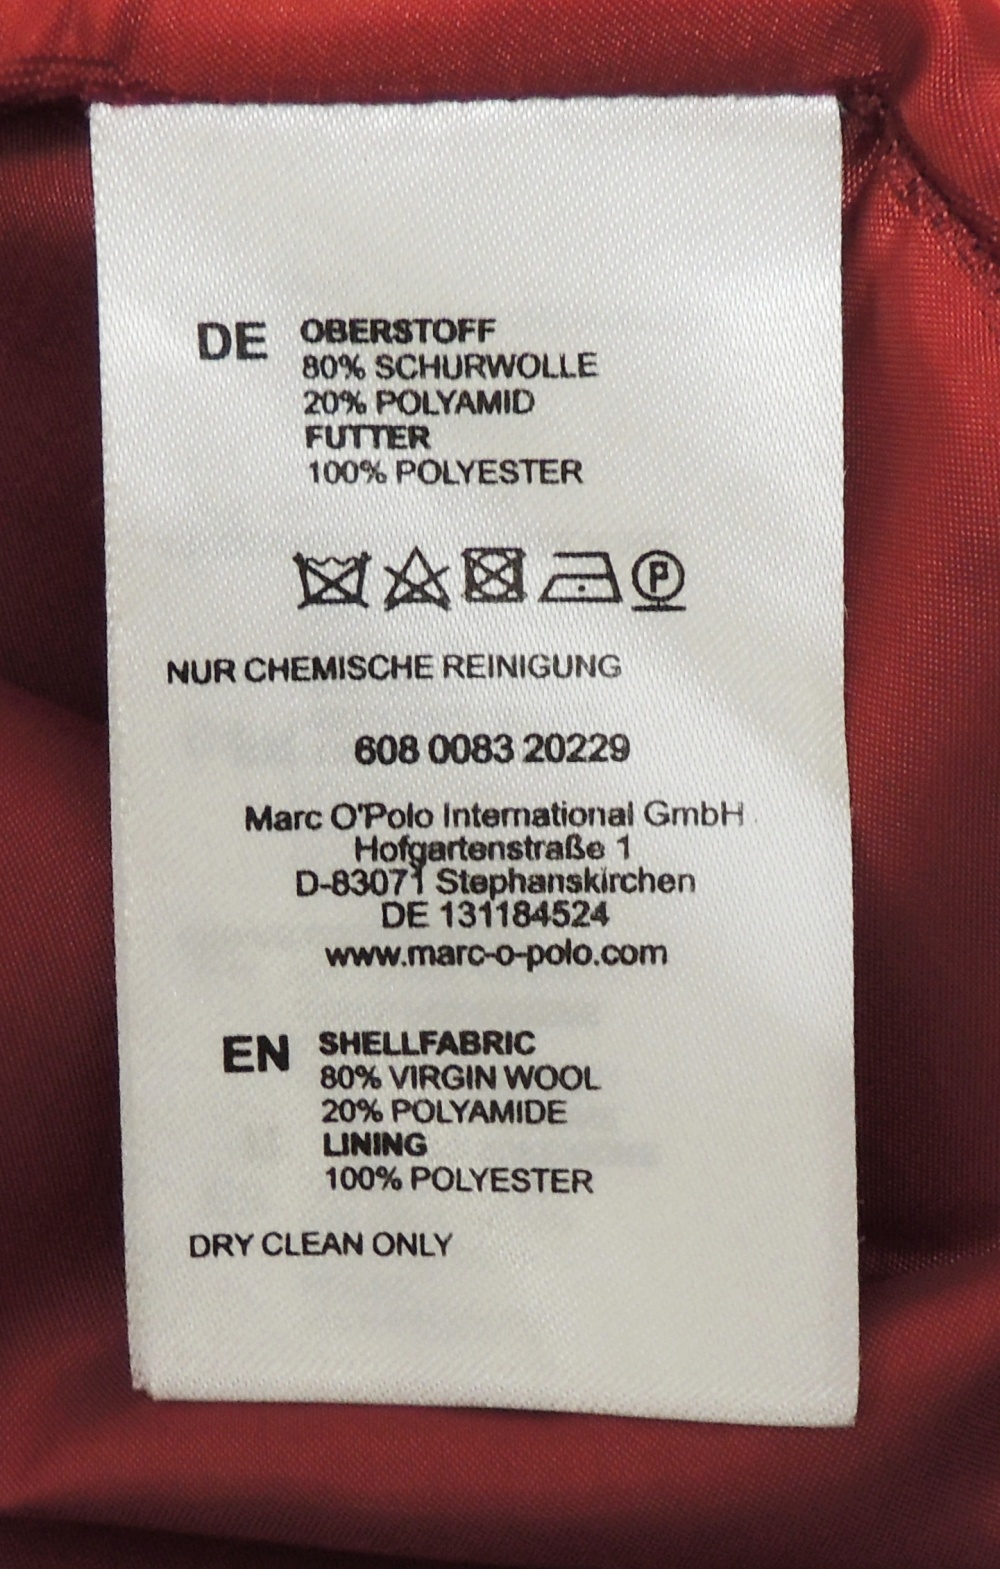 DE OBERSTOFF
80% SCHURWOLLE
20% POLYAMID
FUTTER
100% POLYESTER
P
NUR CHEMISCHE REINIGUNG
608 0083 20229
Marc O'Polo International GmbH
Hofgartenstraße 1
D-83071 Stephanskirchen
DE 131184524
www.marc-o-polo.com
EN SHELLFABRIC
80% VIRGIN WOOL
20% POLYAMIDE
LINING
100% POLYESTER
DRY CLEAN ONLY